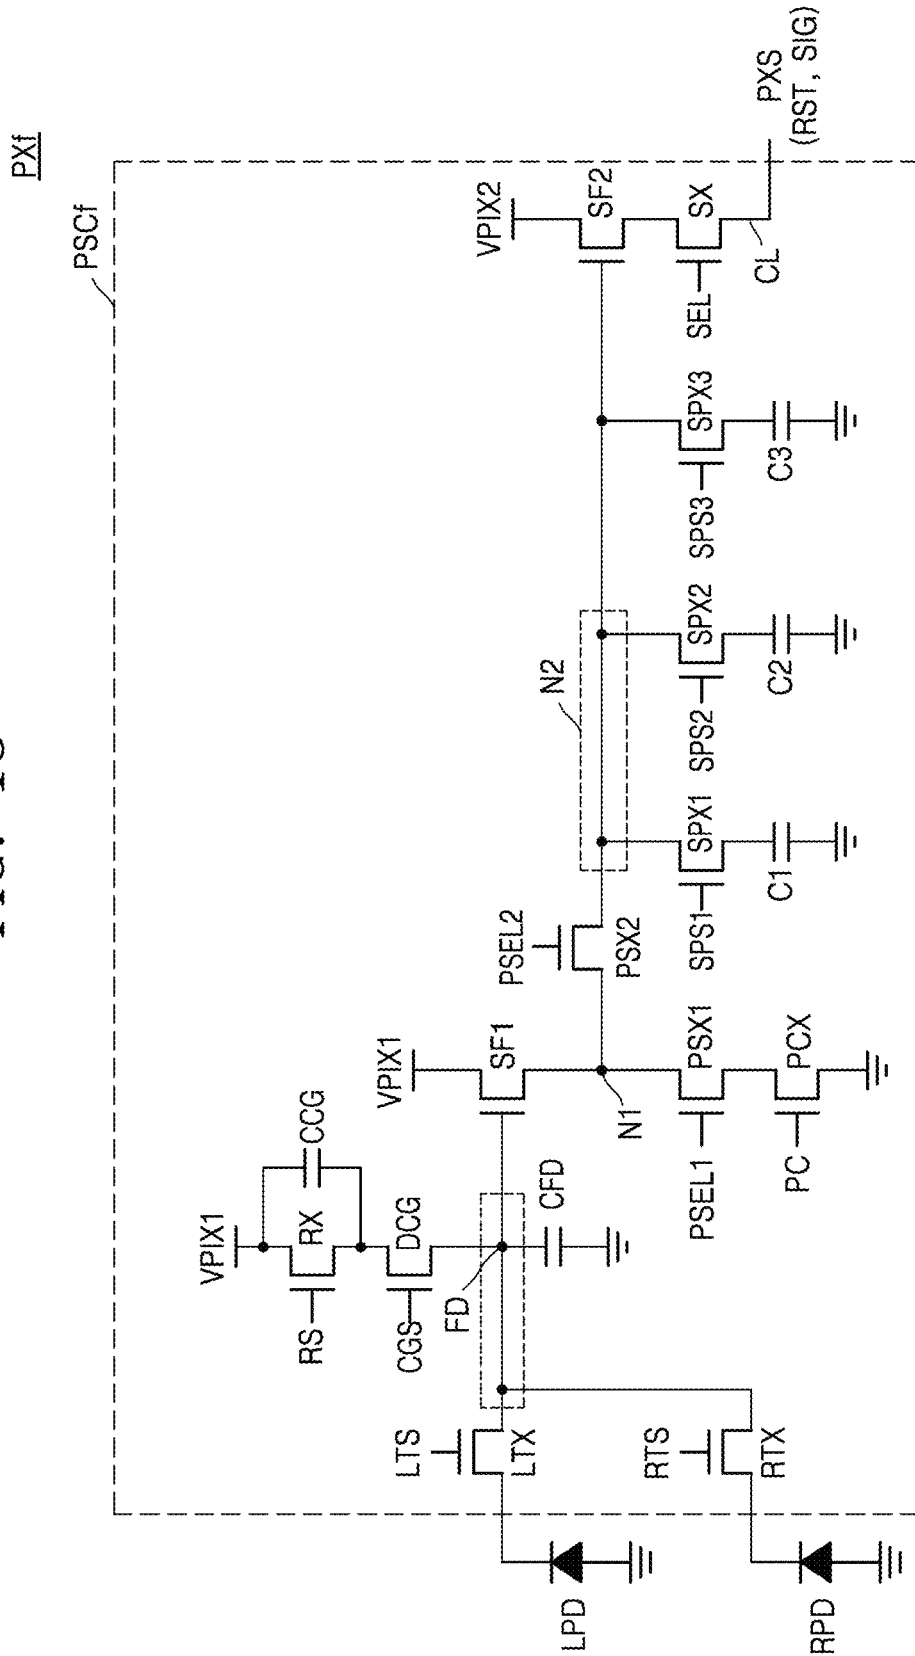 PXf
PSCf
VPIX1
CCG
RX
RS
DCG
CGS
FD
CFD
LTS
LTX
RTS
RTX
LPD
RPD
VPIX1
SF1
N1
PSEL1
PSX1
PC
PCX
PSEL2
PSX2
N2
SPS1
SPX1
C1
SPS2
SPX2
C2
SPS3
SPX3
C3
VPIX2
SF2
SEL
SX
CL
PXS
(RST, SIG)